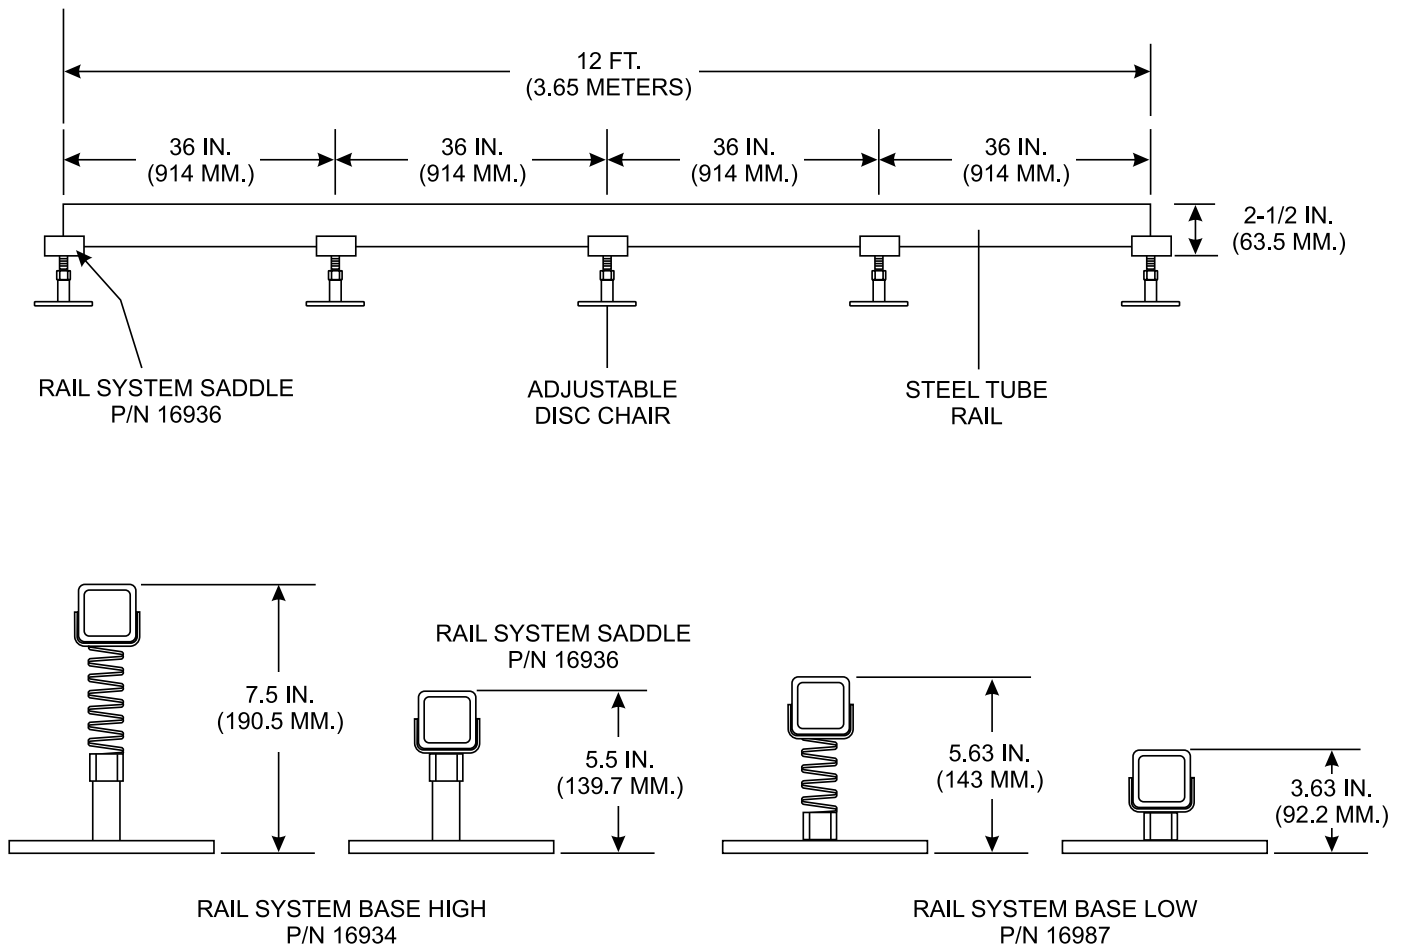 12 FT.
(3.65 METERS)
36 IN.
(914 MM.)
36 IN.
(914 MM.)
36 IN.
(914 MM.)
36 IN.
(914 MM.)
2-1/2 IN.
(63.5 MM.)
RAIL SYSTEM SADDLE
P/N 16936
ADJUSTABLE
DISC CHAIR
STEEL TUBE
RAIL
7.5 IN.
(190.5 MM.)
RAIL SYSTEM SADDLE
P/N 16936
5.5 IN.
(139.7 MM.)
5.63 IN.
(143 MM.)
3.63 IN.
(92.2 MM.)
RAIL SYSTEM BASE HIGH
P/N 16934
RAIL SYSTEM BASE LOW
P/N 16987